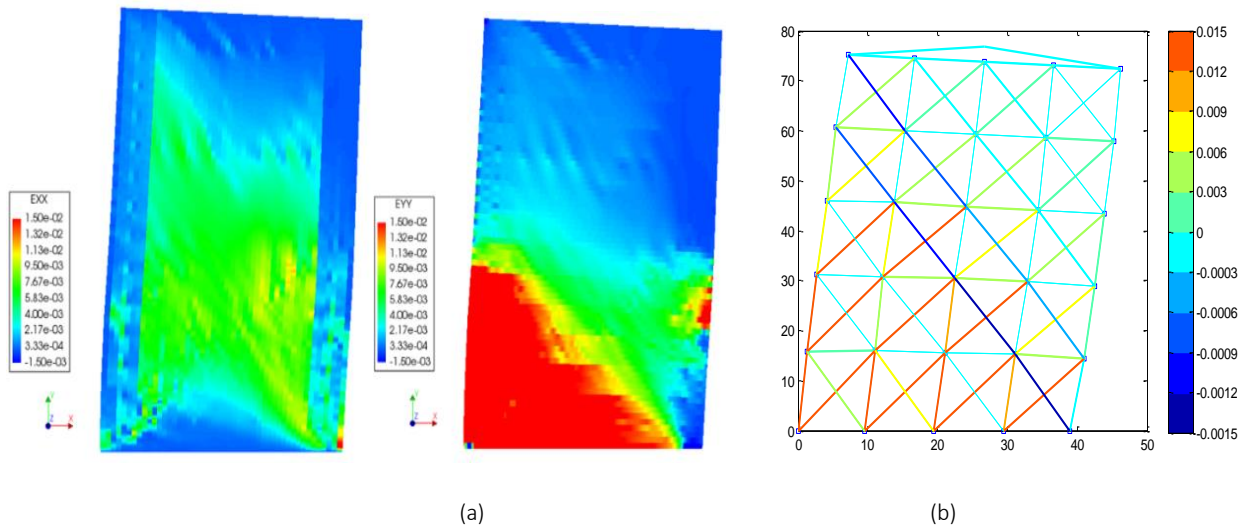 EXX
1.50e-02
1.32e-02
1.13e-02
9.50e-03
7.67e-03
5.83e-03
4.00e-03
2.17e-03
3.33e-04
-1.50e-03
Y
Z X
EYY
1.50e-02
1.32e-02
1.13e-02
9.50e-03
7.67e-03
5.83e-03
4.00e-03
2.17e-03
3.33e-04
-1.50e-03
Y
Z X
80
70
60
50
40
30
20
10
0
0 10 20 30 40 50
0.015
0.012
0.009
0.006
0.003
0
-0.0003
-0.0006
-0.0009
-0.0012
-0.0015
(a) (b)